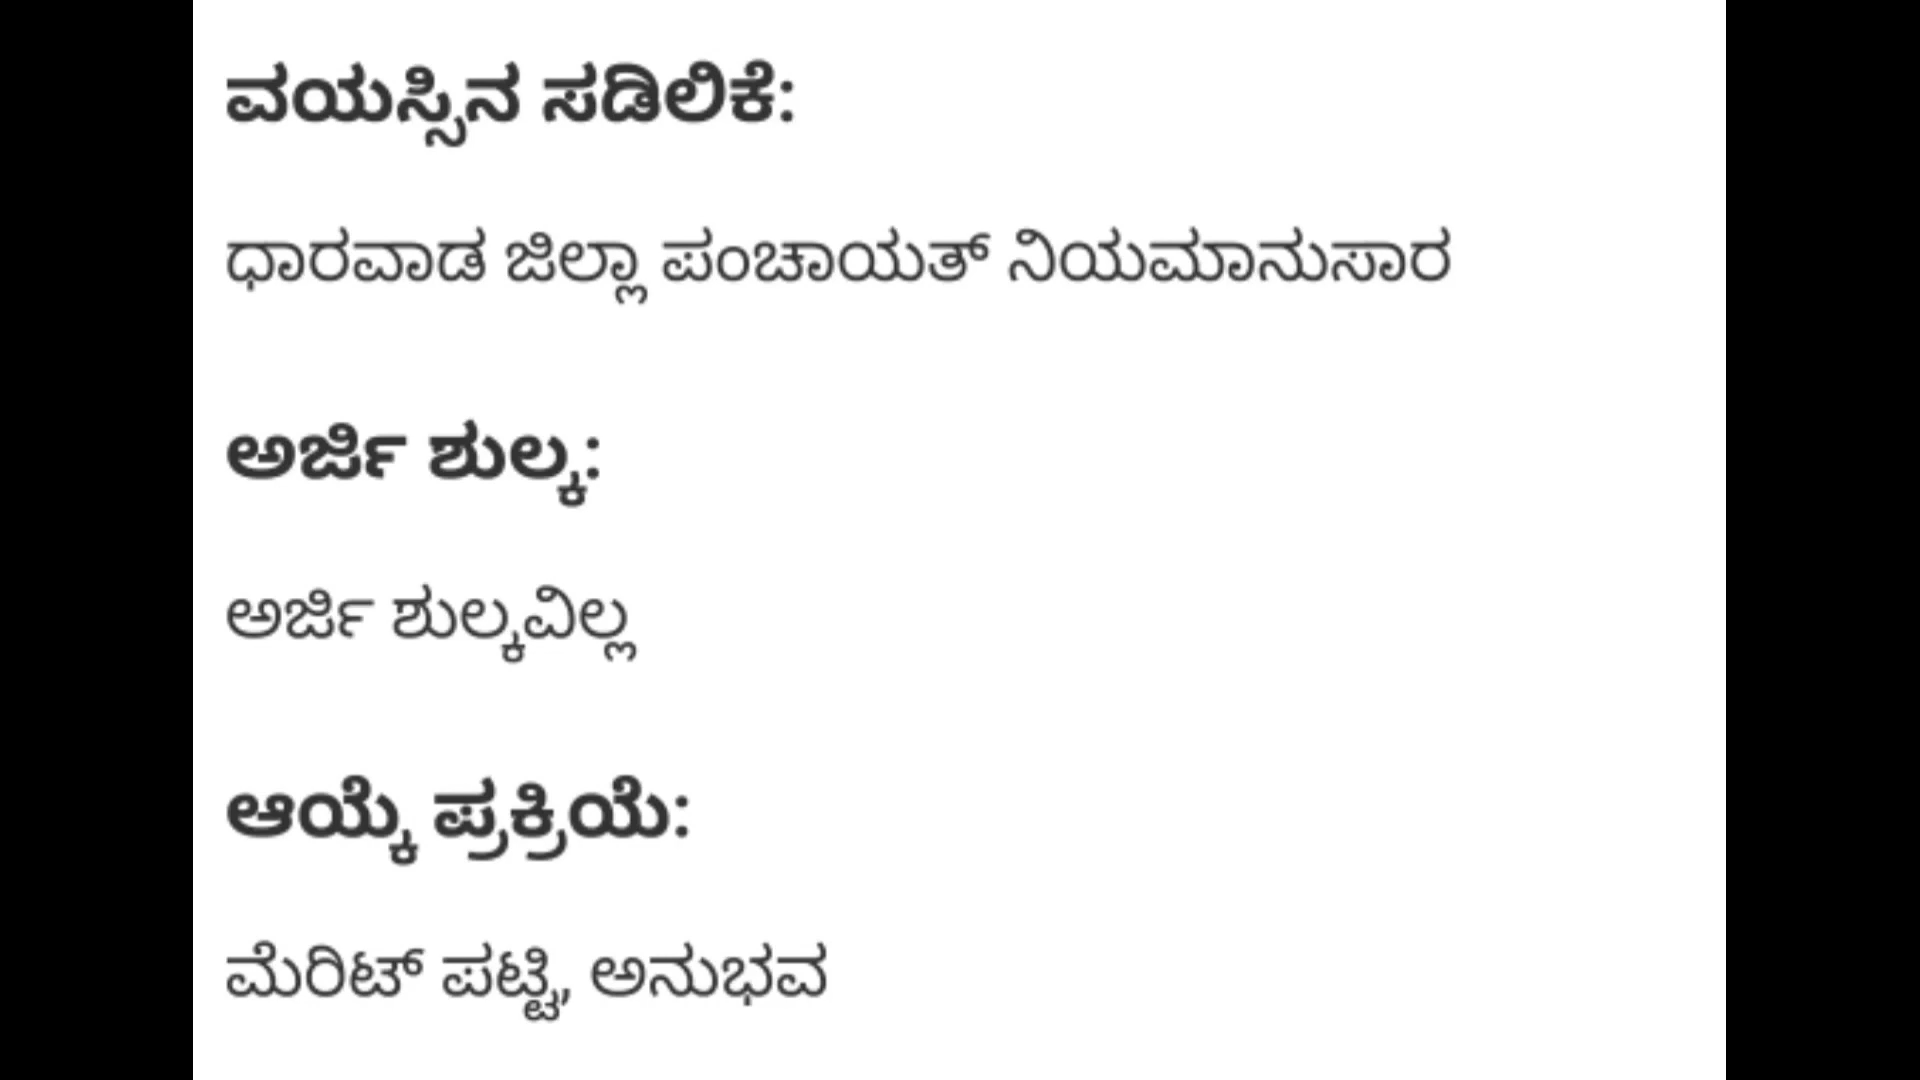 ವಯಸ್ಸಿನ ಸಡಿಲಿಕೆ:
ಧಾರವಾಡ ಜಿಲ್ಲಾ ಪಂಚಾಯತ್ ನಿಯಮಾನುಸಾರ
ಅರ್ಜಿ ಶುಲ್ಕ:
ಅರ್ಜಿ ಶುಲ್ಕವಿಲ್ಲ
ಆಯ್ಕೆ ಪ್ರಕ್ರಿಯೆ:
ಮೆರಿಟ್ ಪಟ್ಟಿ, ಅನುಭವ